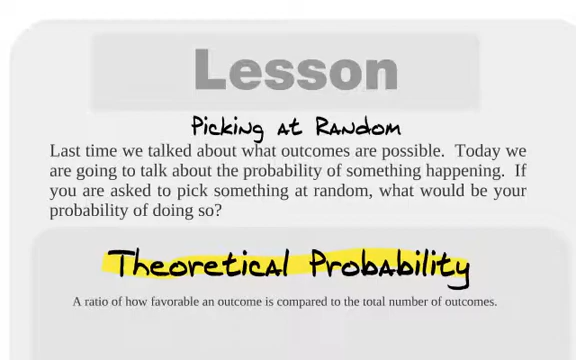 Lesson
Picking at Random
Last time we talked about what outcomes are possible. Today we
are going to talk about the probability of something happening. If
you are asked to pick something at random, what would be your
probability of doing so?
Theoretical Probability
A ratio of how favorable an outcome is compared to the total number of outcomes.